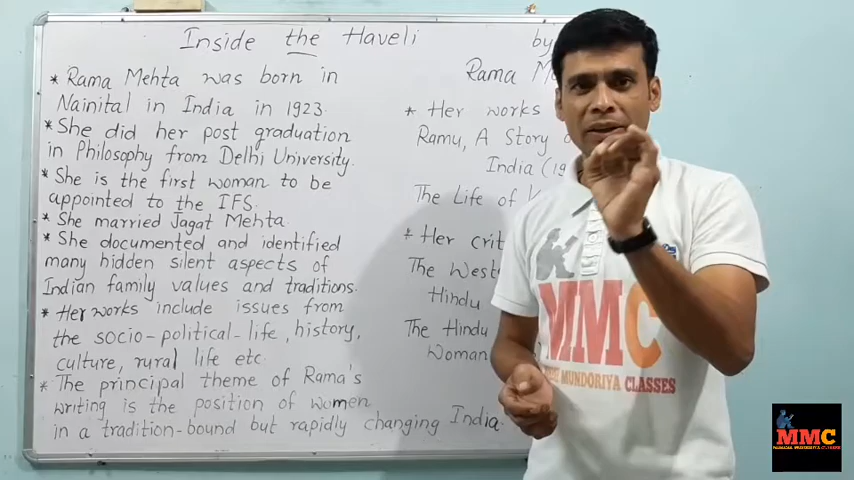 Inside the Haveli by
Rama
* Rama Mehta was born in
Nainital in India in 1923.
* She did her post graduation
in Philosophy from Delhi University.
* She is the first woman to be
appointed to the IFS.
* She married Jagat Mehta.
* She documented and identified
many hidden silent aspects of
Indian family values and traditions.
* Her works include issues from
the socio-political life, history,
culture, rural life etc.
* The principal theme of Rama's
writing is the position of women
in a tradition-bound but rapidly changing India.
* Her works
Ramu, A Story
India
The Life of
* Her
The West
Hindu
The Hindu
Woman
MMC
MUNDORIYA CLASSES
MMC